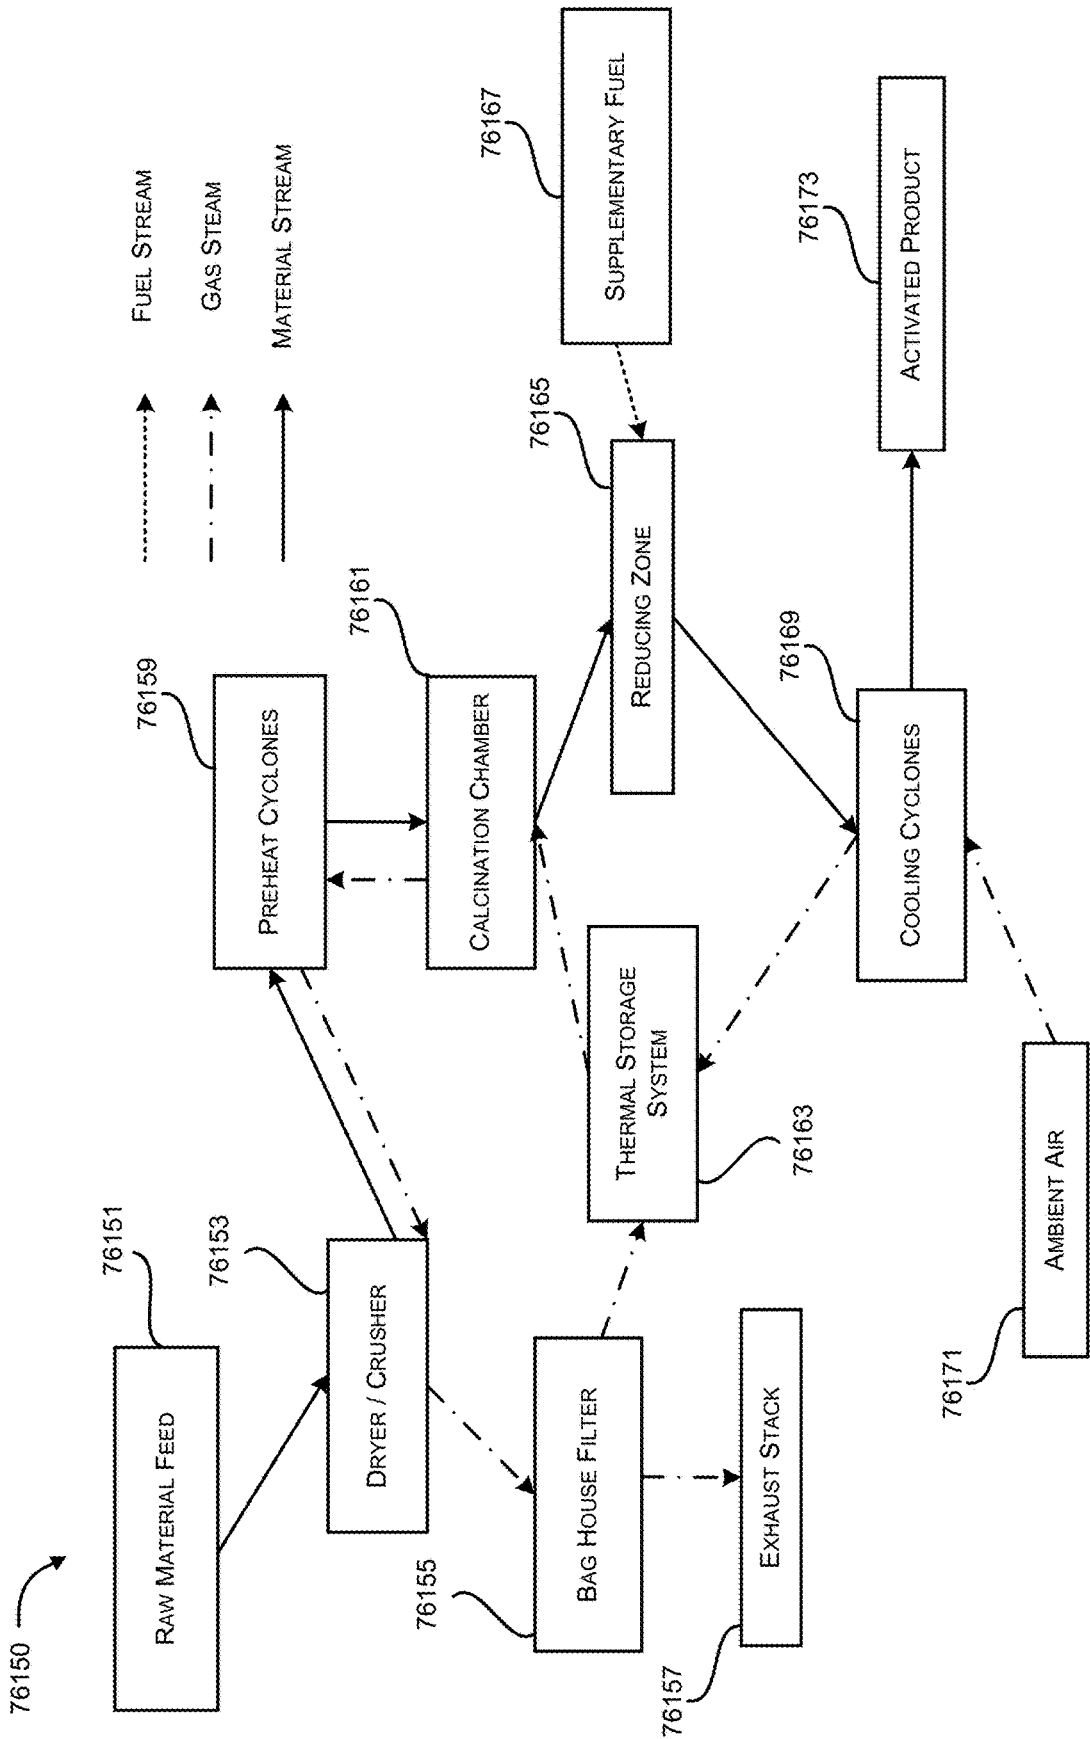 76150
RAW MATERIAL FEED
76151
DRYER / CRUSHER
76153
BAG HOUSE FILTER
76155
EXHAUST STACK
76157
PREHEAT CYCLONES
76159
CALCINATION CHAMBER
76161
THERMAL STORAGE
SYSTEM
76163
REDUCING ZONE
76165
SUPPLEMENTARY FUEL
76167
COOLING CYCLONES
76169
AMBIENT AIR
76171
ACTIVATED PRODUCT
76173
FUEL STREAM
GAS STEAM
MATERIAL STREAM